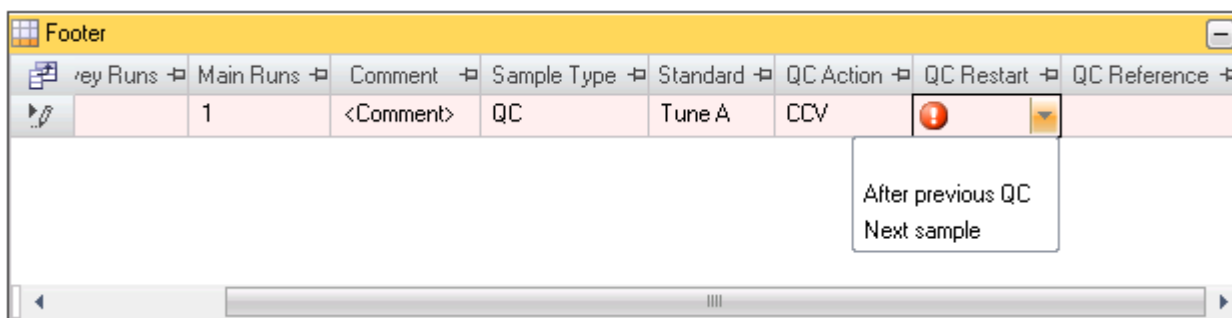 Footer
vey Runs Main Runs Comment Sample Type Standard QC Action QC Restart QC Reference
1 <Comment> QC Tune A CCV
After previous QC
Next sample